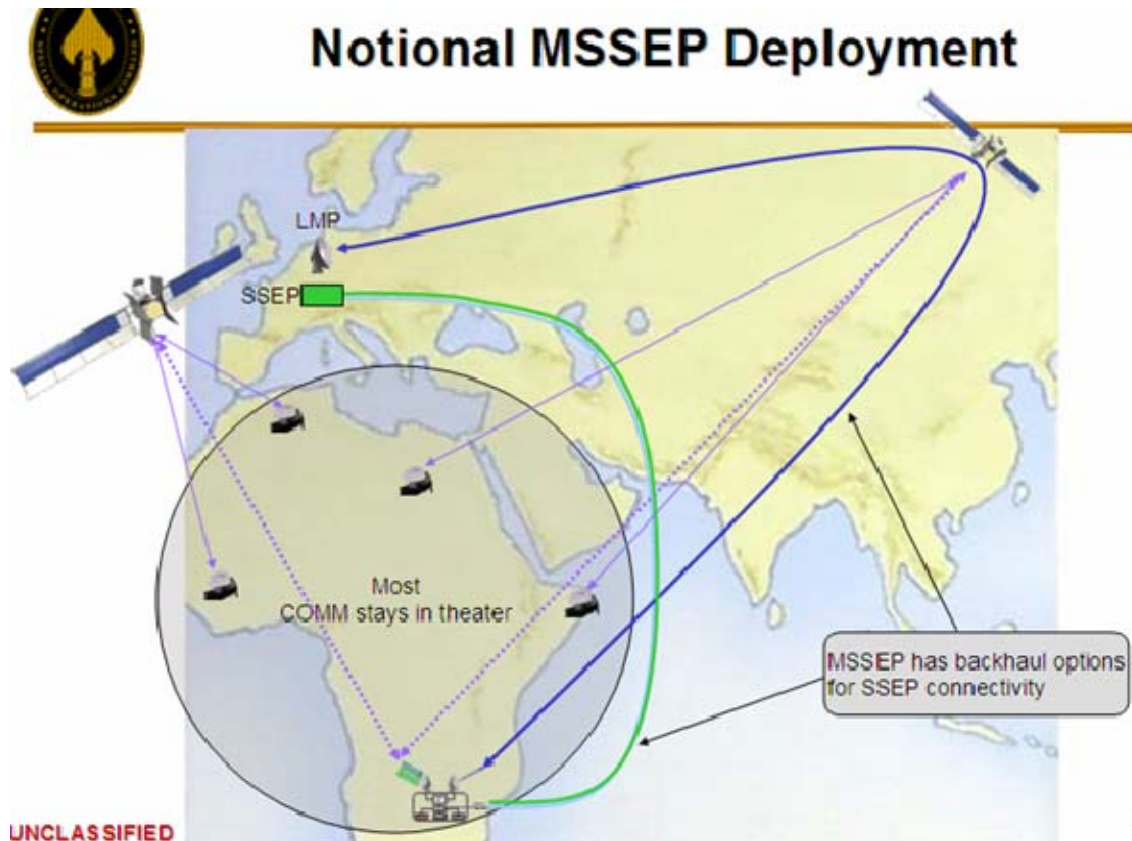 Notional MSSEP Deployment
LMP
SSEP
Most
COMM stays in theater
MSSEP has backhaul options
for SSEP connectivity
UNCLASSIFIED